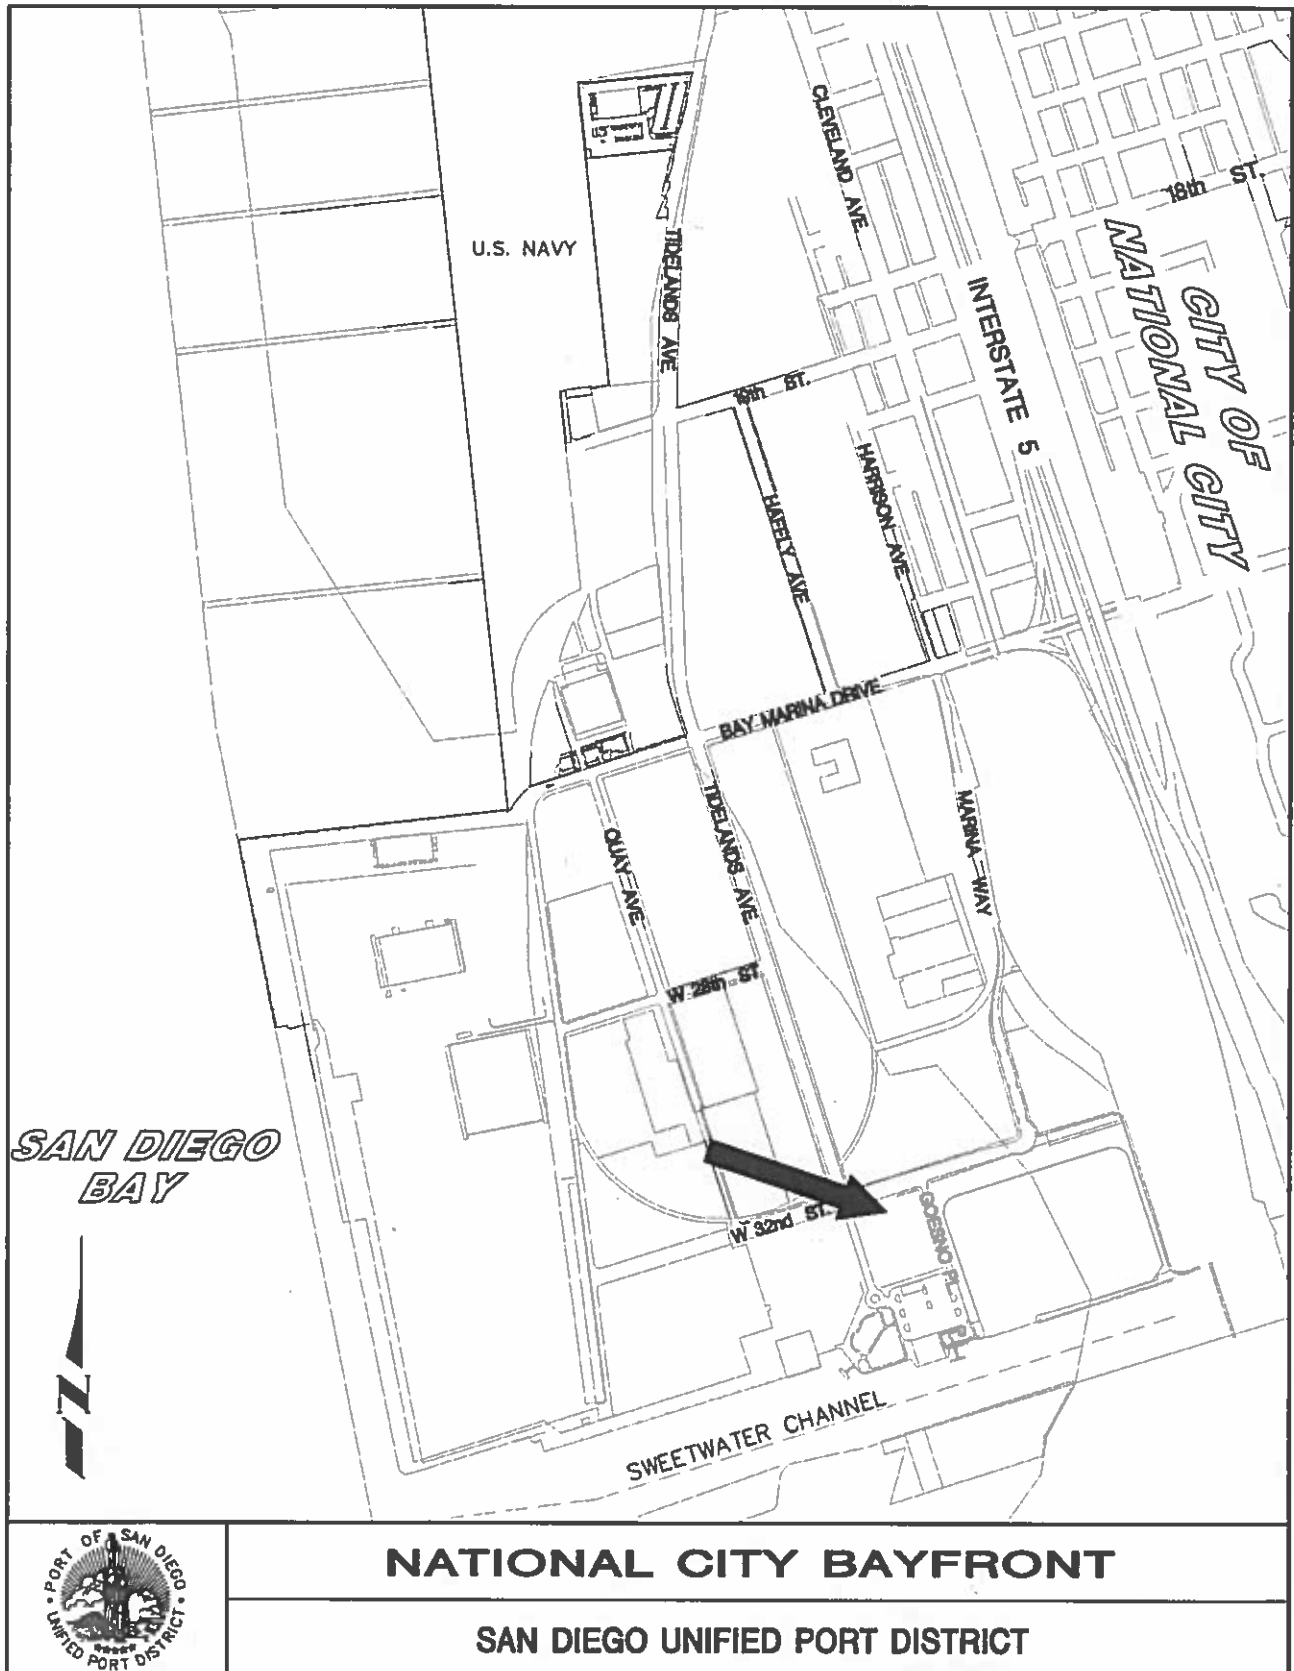 CLEVELAND AVE.
18th ST.
U.S. NAVY
TIDELANDS AVE
CITY OF
NATIONAL CITY
INTERSTATE 5
19th ST.
HARRISON AVE
HAFFLY AVE
BAY MARINA DRIVE
TIDELANDS AVE
MARINA WAY
QUAY AVE
W 28th ST.
SAN DIEGO
BAY
W 32nd ST.
GOESNO PL
N
SWEETWATER CHANNEL
PORT OF SAN DIEGO
UNIFIED PORT DISTRICT
NATIONAL CITY BAYFRONT
SAN DIEGO UNIFIED PORT DISTRICT